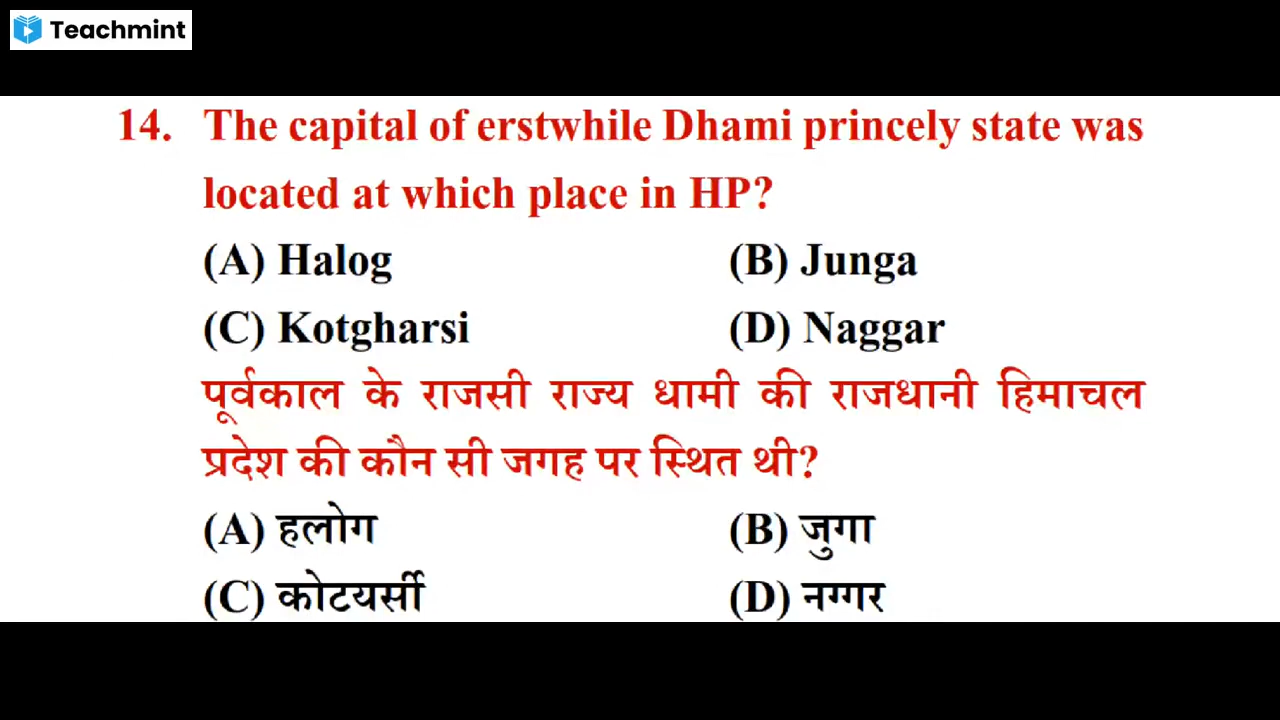 Teachmint
14. The capital of erstwhile Dhami princely state was
located at which place in HP?
(A) Halog (B) Junga
(C) Kotgharsi (D) Naggar
पूर्वकाल के राजसी राज्य धामी की राजधानी हिमाचल
प्रदेश की कौन सी जगह पर स्थित थी?
(A) हलोग (B) जुगा
(C) कोटयर्सी (D) नग्गर